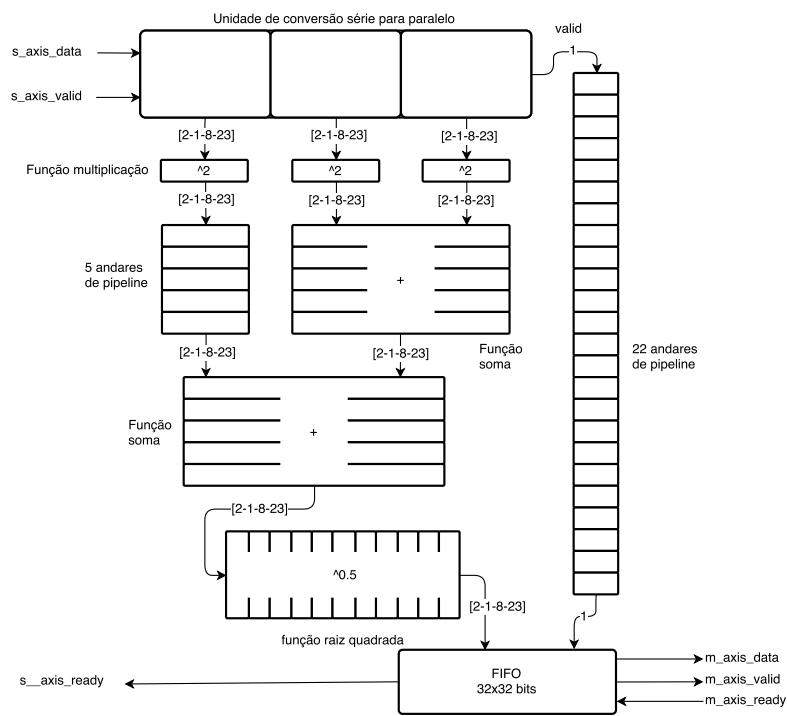 Unidade de conversão série para paralelo
valid
s_axis_data
1
s_axis_valid
[2-1-8-23]
[2-1-8-23]
[2-1-8-23]
Função multiplicação
^2
^2
^2
[2-1-8-23]
[2-1-8-23]
[2-1-8-23]
5 andares
de pipeline
+
[2-1-8-23]
[2-1-8-23]
Função
soma
22 andares
de pipeline
Função
soma
+
[2-1-8-23]
^0.5
[2-1-8-23]
1
função raiz quadrada
s__axis_ready
FIFO
32x32 bits
m_axis_data
m_axis_valid
m_axis_ready